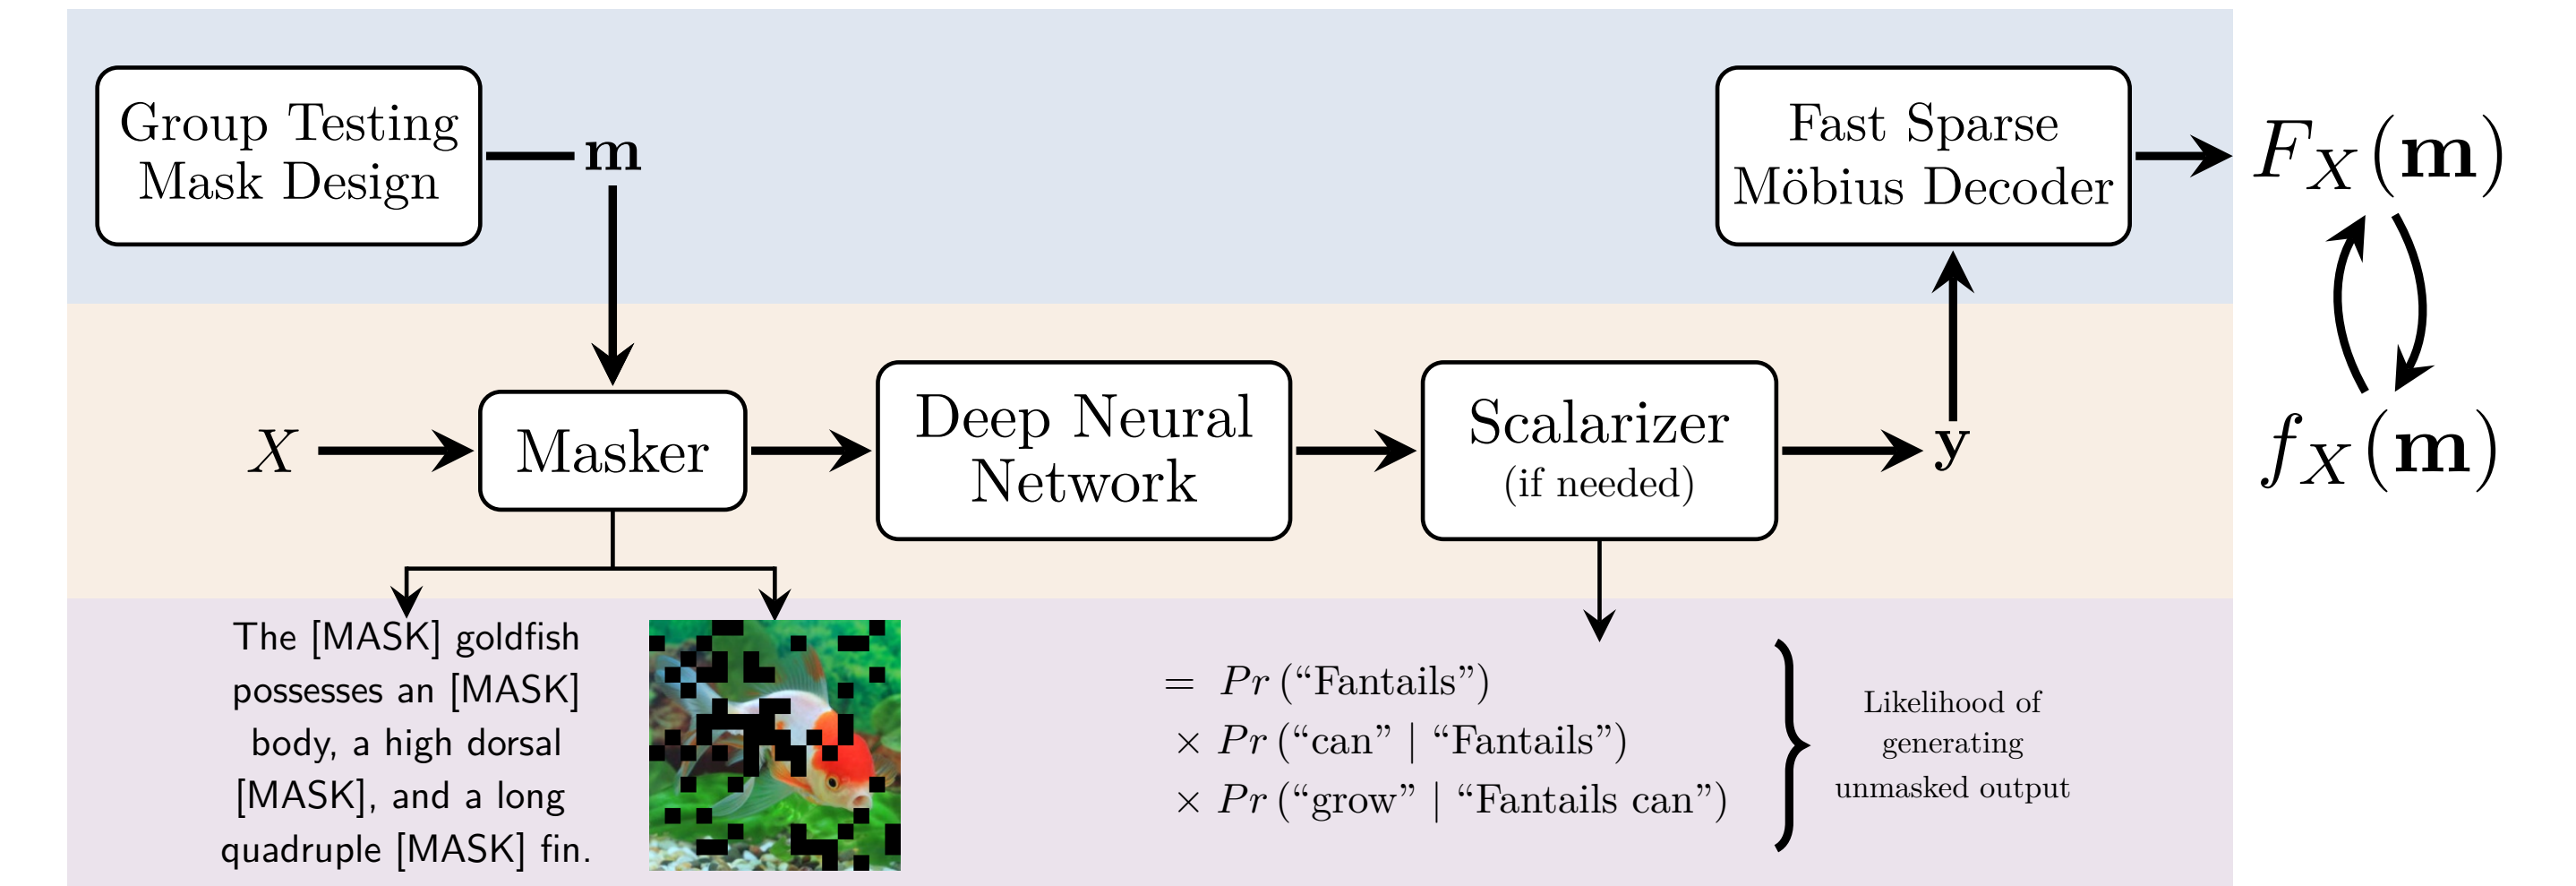 Group Testing
Mask Design
m
Fast Sparse
Möbius Decoder
F_X(m)
X
Masker
Deep Neural
Network
Scalarizer
(if needed)
y
f_X(m)
The [MASK] goldfish
possesses an [MASK]
body, a high dorsal
[MASK], and a long
quadruple [MASK] fin.
= Pr (“Fantails”)
× Pr (“can” | “Fantails”)
× Pr (“grow” | “Fantails can”)
Likelihood of
generating
unmasked output